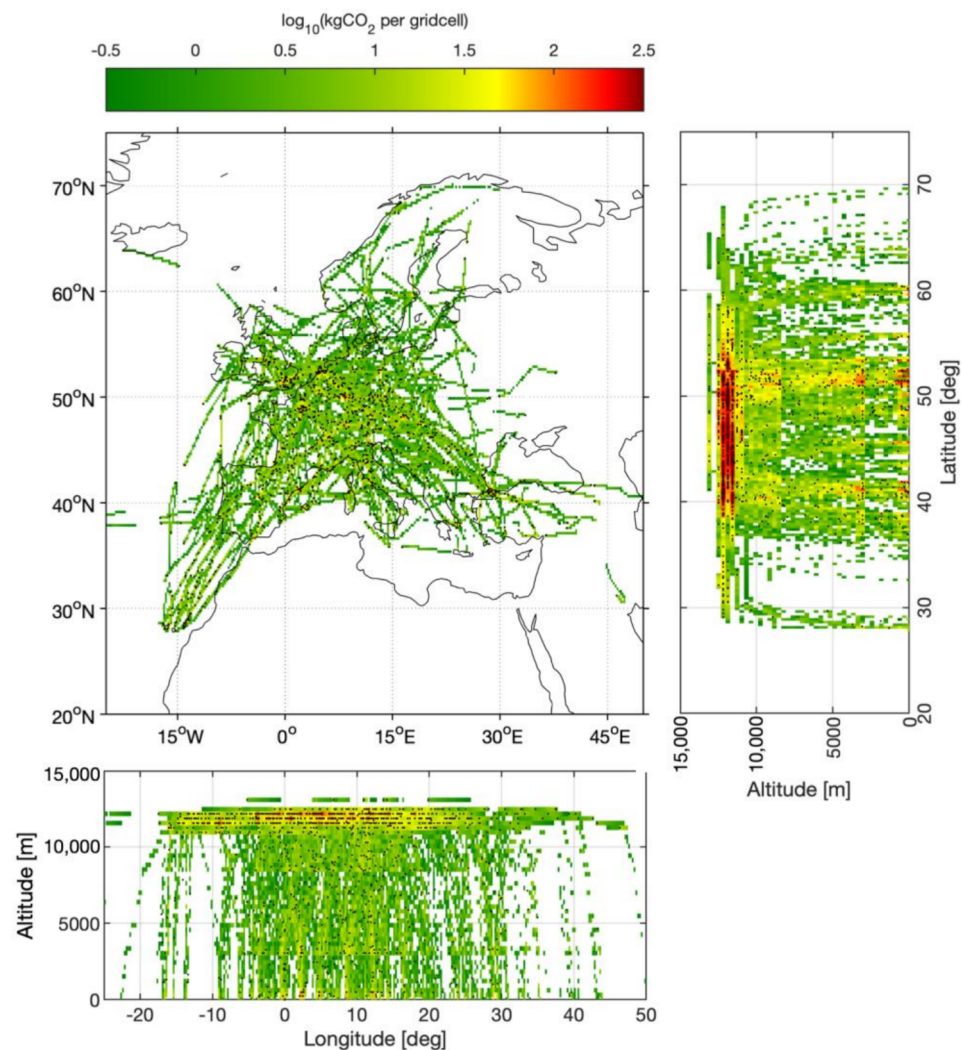 log₁₀(kgCO₂ per gridcell)
-0.5 0 0.5 1 1.5 2 2.5
70°N
60°N
50°N
40°N
30°N
20°N
15°W 0° 15°E 30°E 45°E
70
60
50
40
30
20
Latitude [deg]
15,000 10,000 5000 0
Altitude [m]
15,000
10,000
5000
0
Altitude [m]
-20 -10 0 10 20 30 40 50
Longitude [deg]